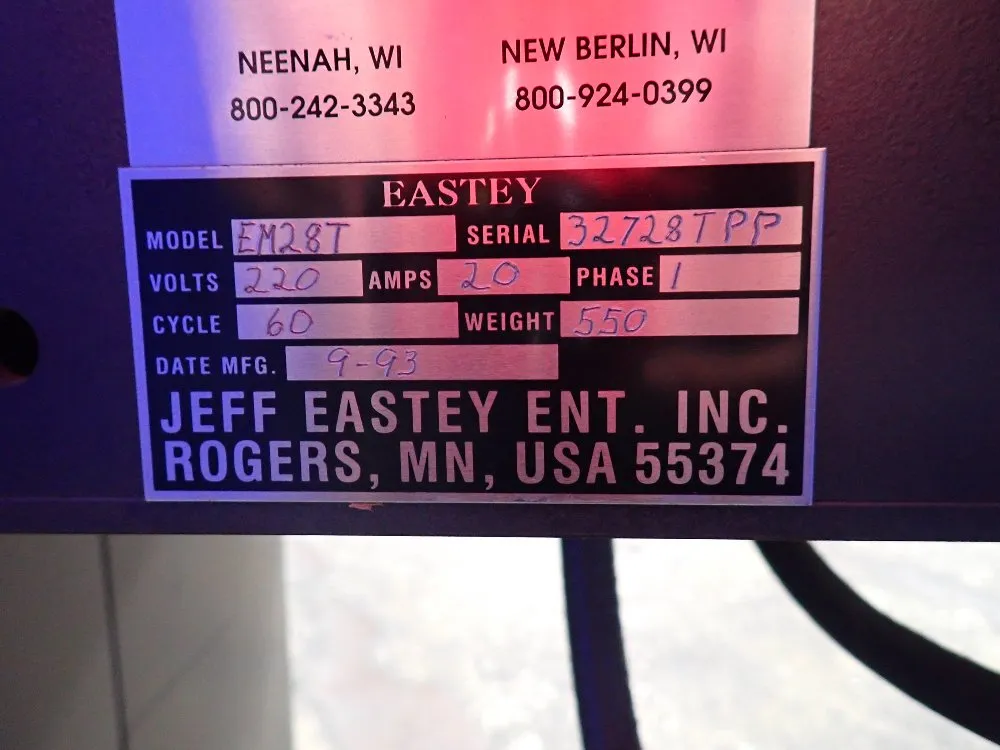 NEENAH, WI NEW BERLIN, WI
800-242-3343 800-924-0399
EASTEY
MODEL EM28T SERIAL 32728TPP
VOLTS 220 AMPS 20 PHASE 1
CYCLE 60 WEIGHT 550
DATE MFG. 9-93
JEFF EASTEY ENT. INC.
ROGERS, MN, USA 55374